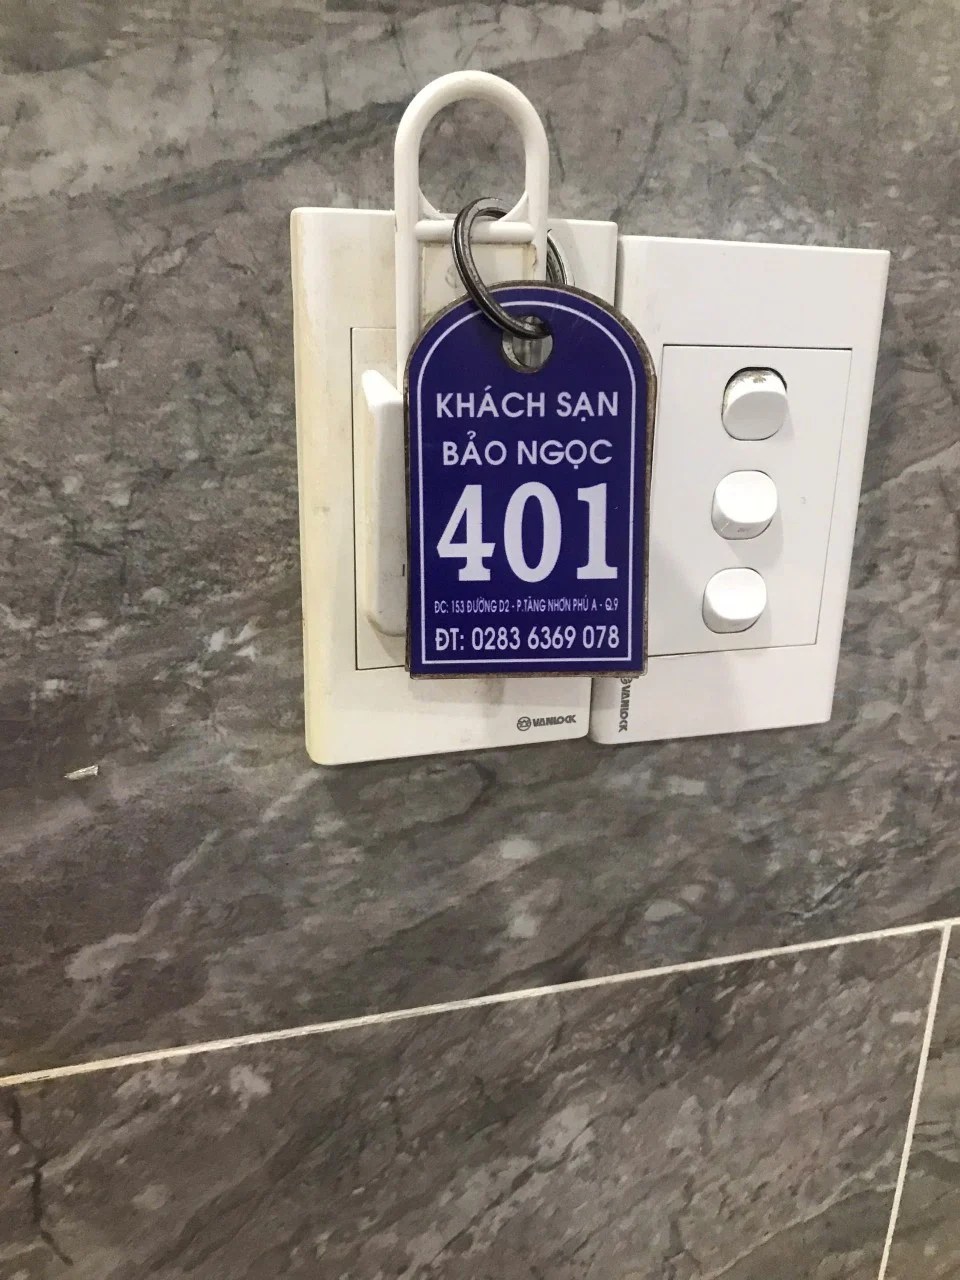 KHÁCH SẠN
BẢO NGỌC
401
ĐC: 153 ĐƯỜNG D2 - P.TĂNG NHƠN PHÚ A - Q.9
ĐT: 0283 6369 078
VANLOCK
VANLOCK